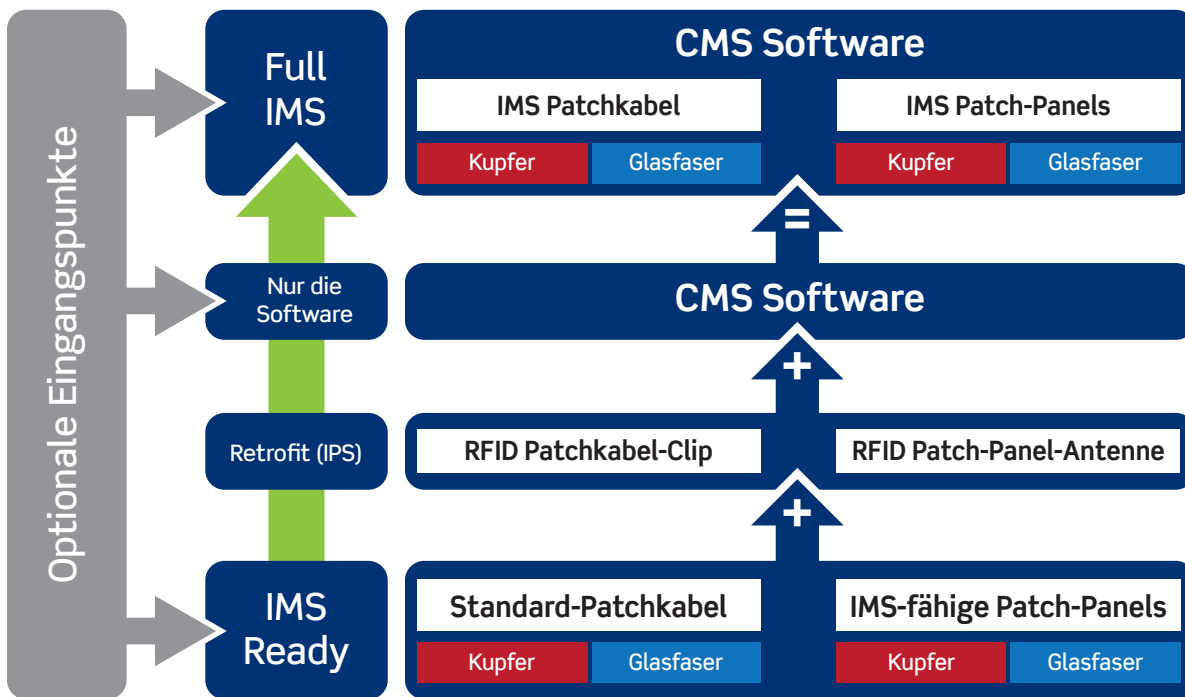 Optionale Eingangspunkte
Full
IMS
CMS Software
IMS Patchkabel
IMS Patch-Panels
Kupfer
Glasfaser
Kupfer
Glasfaser
=
Nur die
Software
CMS Software
+
Retrofit (IPS)
RFID Patchkabel-Clip
RFID Patch-Panel-Antenne
+
IMS
Ready
Standard-Patchkabel
IMS-fähige Patch-Panels
Kupfer
Glasfaser
Kupfer
Glasfaser